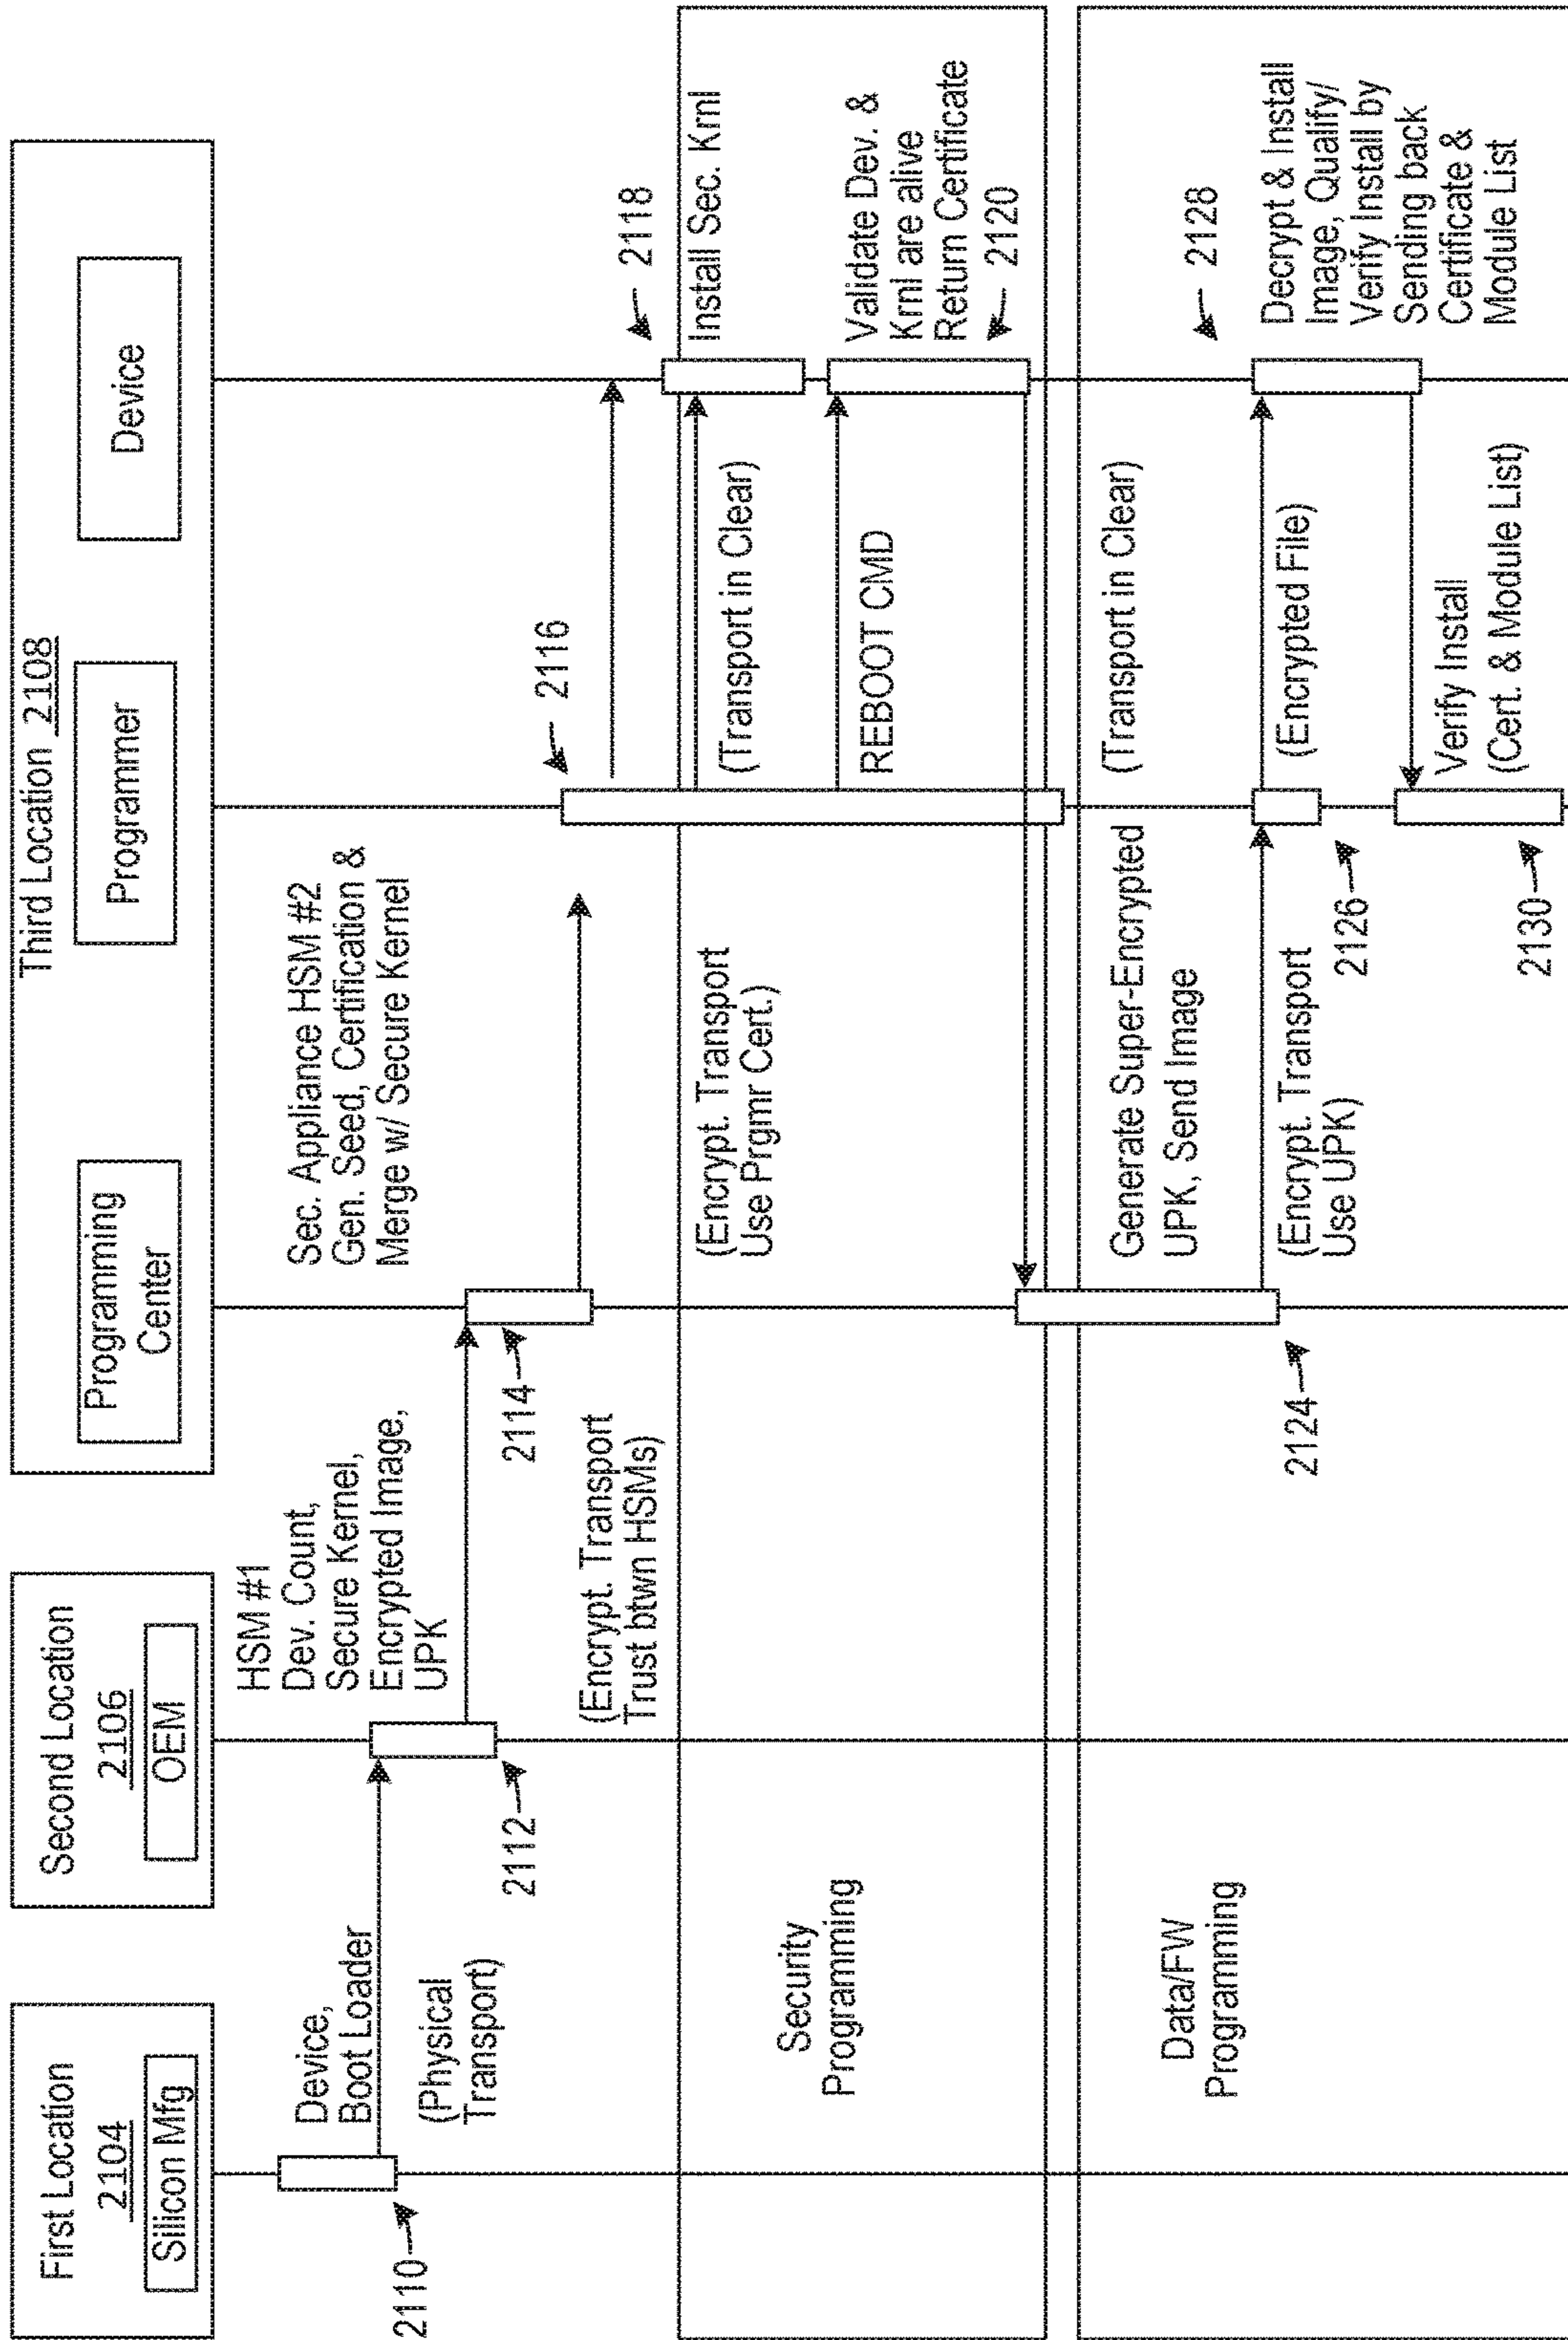 First Location
2104
Silicon Mfg
Second Location
2106
OEM
Third Location 2108
Programming
Center
Programmer
Device
Device,
Boot Loader
(Physical
Transport)
2110
HSM #1
Dev. Count,
Secure Kernel,
Encrypted Image,
UPK
2112
(Encrypt. Transport
Trust btwn HSMs)
Sec. Appliance HSM #2
Gen. Seed, Certification &
Merge w/ Secure Kernel
2114
2116
2118
Security
Programming
(Encrypt. Transport
Use Prgmr Cert.)
(Transport in Clear)
Install Sec. Krnl
REBOOT CMD
Validate Dev. &
Krnl are alive
Return Certificate
2120
Data/FW
Programming
Generate Super-Encrypted
UPK, Send Image
(Encrypt. Transport
Use UPK)
2124
(Transport in Clear)
(Encrypted File)
2126
2128
Decrypt & Install
Image, Qualify/
Verify Install by
Sending back
Certificate &
Module List
Verify Install
(Cert. & Module List)
2130